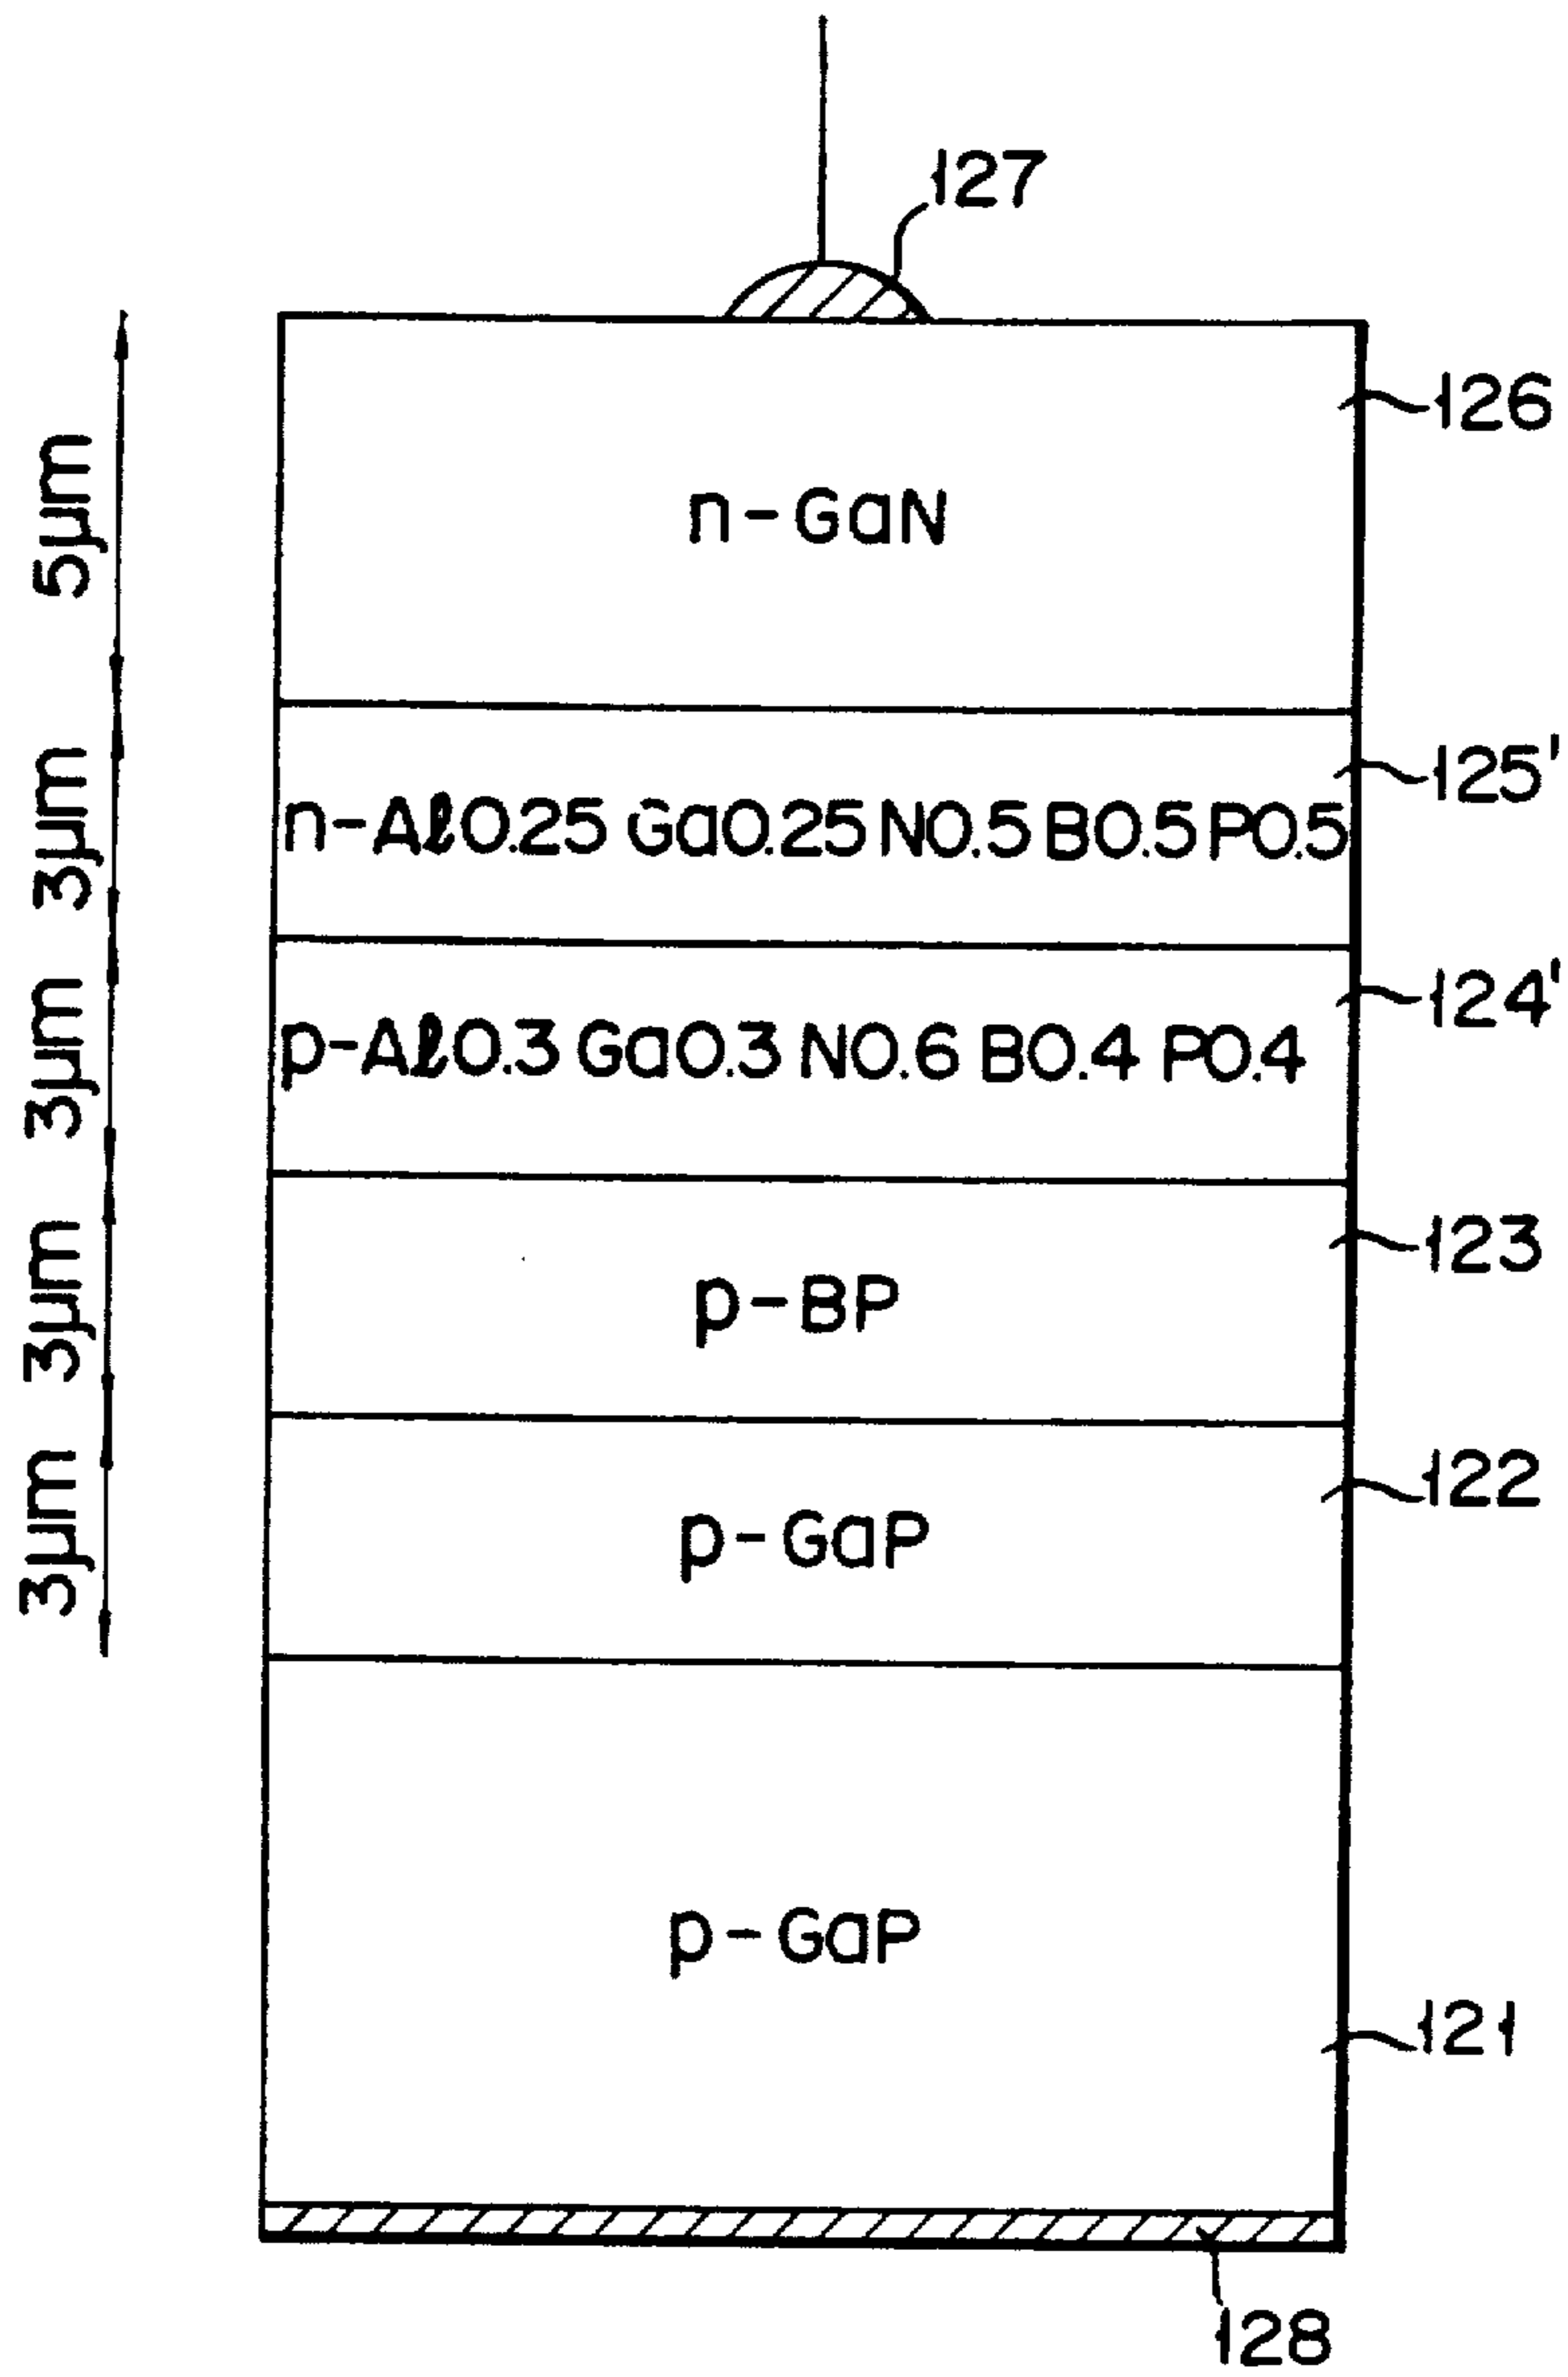 127
126
5μm
n-GaN
125'
3μm
n-Al0.25 Ga0.25 N0.5 B0.5 P0.5
124'
3μm
p-Al0.3 Ga0.3 N0.6 B0.4 P0.4
123
3μm
p-BP
122
3μm
p-GaP
p-GaP
121
128